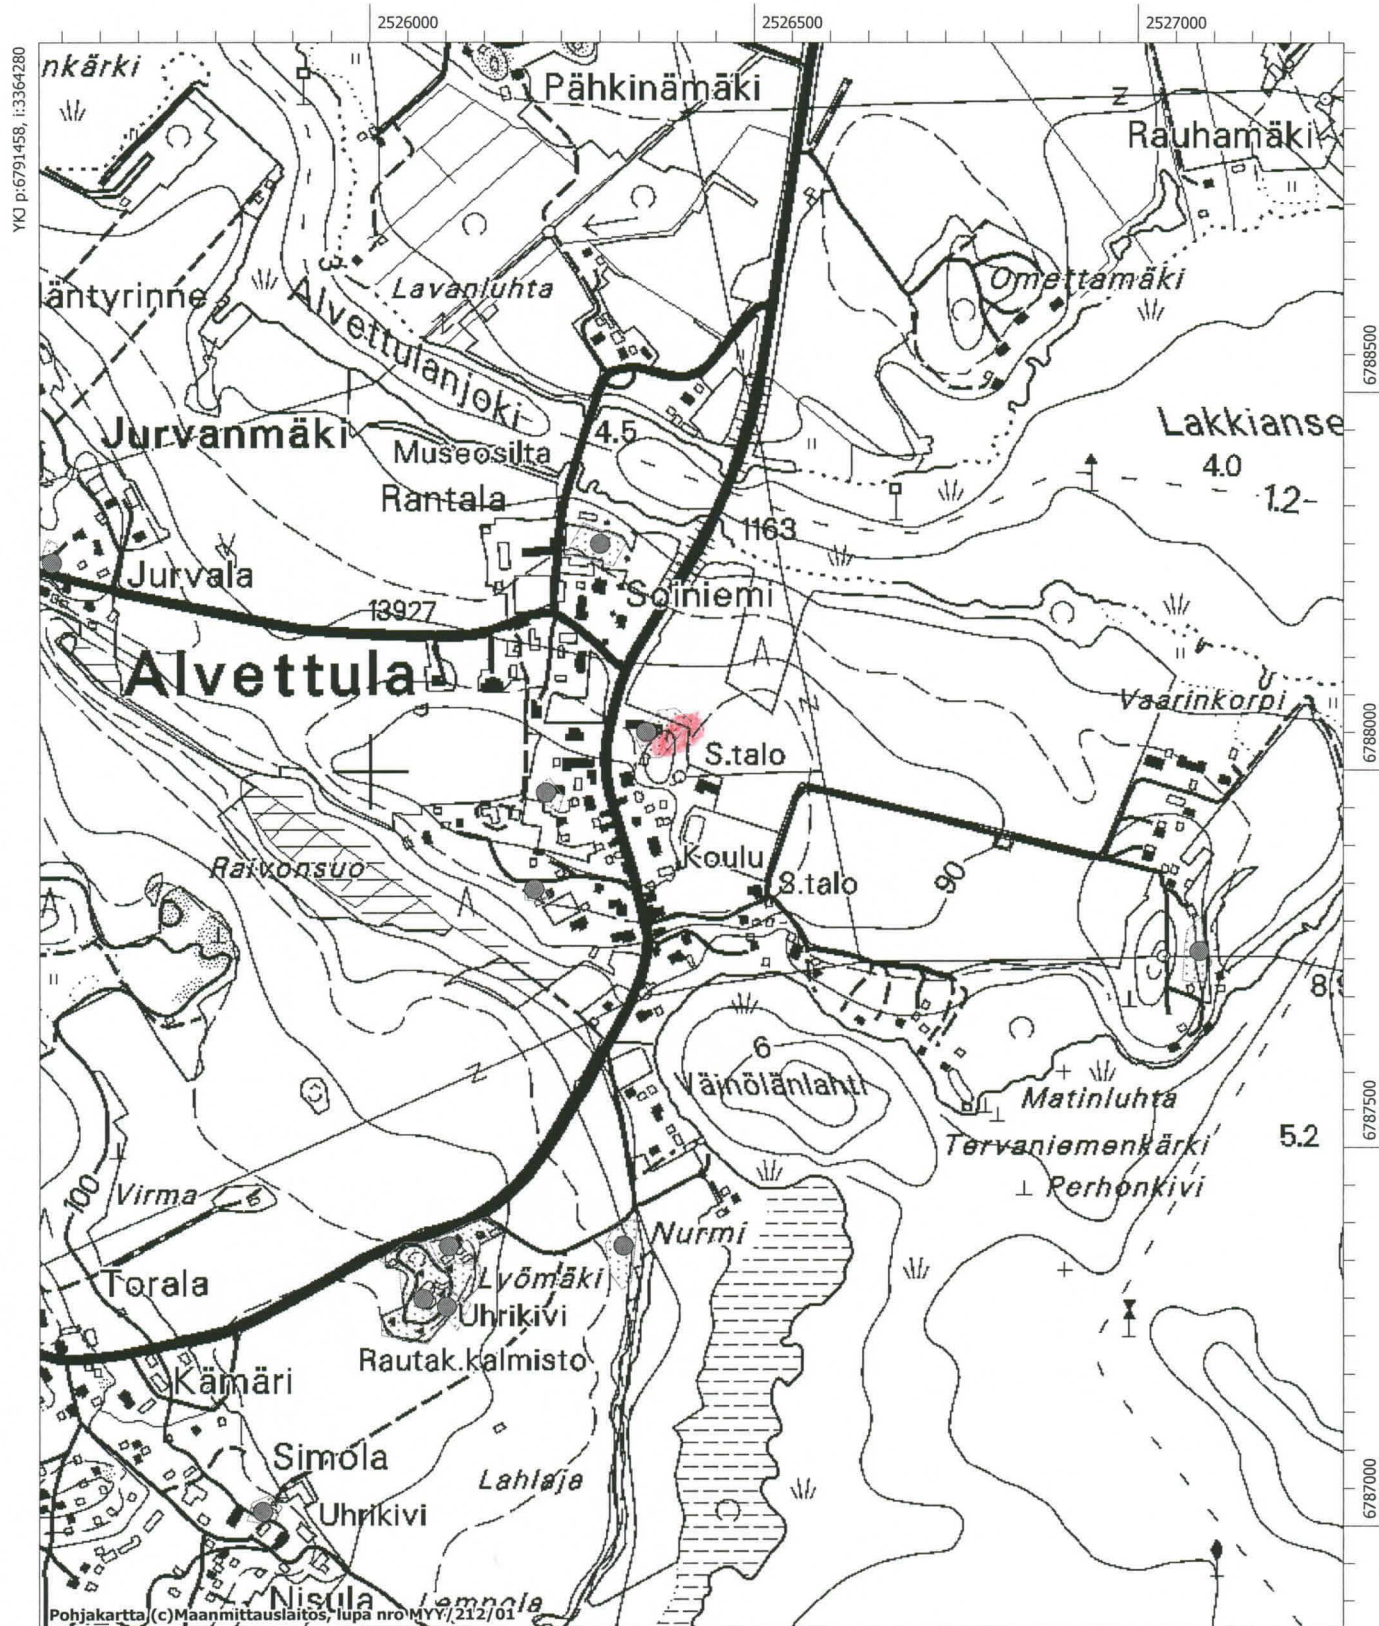 2526000
2526500
2527000
YKJ p:6791458, i:3364280
nkärki
Pähkinämäki
Z
Rauhamäki
3
Lavanluhta
Omettamäki
läntyrinne
Alvettulanjoki
Z
6788500
Jurvanmäki
4.5
Lakkianse
Museosilta
4.0
Rantala
1.2
1163
Jurvala
Soiniemi
13927
Alvettula
Vaarinkorpi
Z
6788000
S.talo
Raivonsuo
Koulu
S.talo
90
8.
6
Z
Väinölänlahti
Matinluhta
6787500
Tervaniemenkärki
5.2
100
Virma
Perhonkivi
Nurmi
Torala
Lyömäki
Uhrikivi
Rautak.kalmisto
Kämäri
Simola
Lahlaja
6787000
Uhrikivi
Nisula
Lempola
Pohjakartta (c)Maanmittauslaitos, lupa nro MYY/212/01